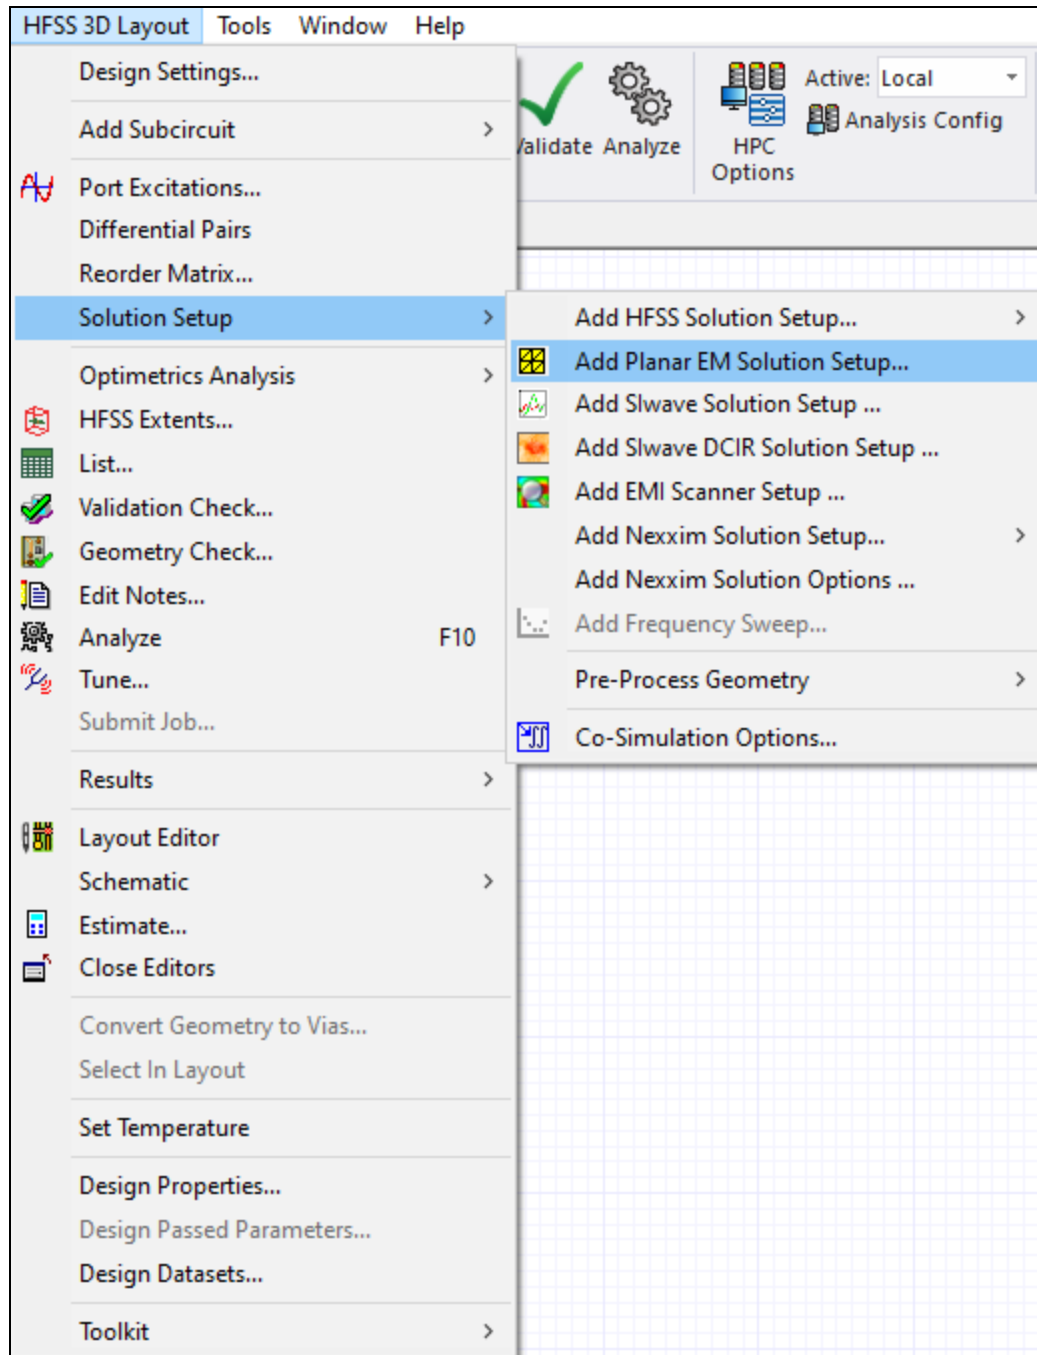 HFSS 3D Layout Tools Window Help
Design Settings...
Add Subcircuit
Port Excitations...
Differential Pairs
Reorder Matrix...
Solution Setup
Optimetrics Analysis
HFSS Extents...
List...
Validation Check...
Geometry Check...
Edit Notes...
Analyze F10
Tune...
Submit Job...
Results
Layout Editor
Schematic
Estimate...
Close Editors
Convert Geometry to Vias...
Select In Layout
Set Temperature
Design Properties...
Design Passed Parameters...
Design Datasets...
Toolkit
Validate Analyze
HPC
Options
Active: Local
Analysis Config
Add HFSS Solution Setup...
Add Planar EM Solution Setup...
Add SIwave Solution Setup ...
Add SIwave DCIR Solution Setup ...
Add EMI Scanner Setup ...
Add Nexxim Solution Setup...
Add Nexxim Solution Options ...
Add Frequency Sweep...
Pre-Process Geometry
Co-Simulation Options...